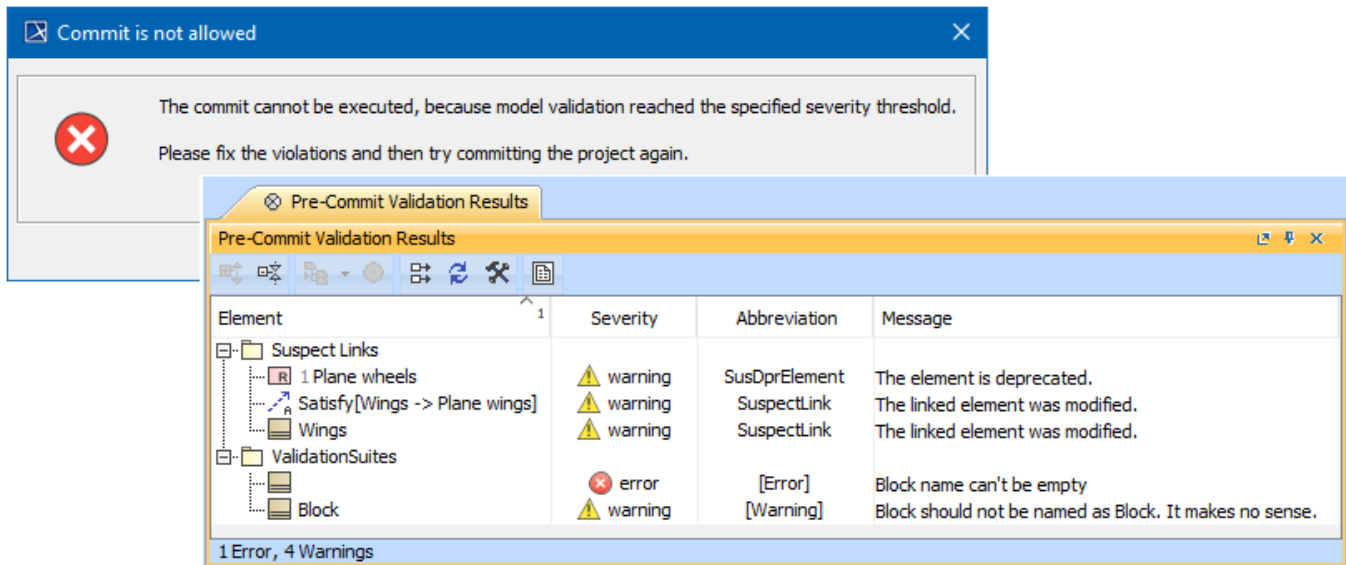 Commit is not allowed
The commit cannot be executed, because model validation reached the specified severity threshold.
Please fix the violations and then try committing the project again.
Pre-Commit Validation Results
Pre-Commit Validation Results
Element 1 Severity Abbreviation Message
Suspect Links
R 1 Plane wheels warning SusDprElement The element is deprecated.
A Satisfy[Wings -> Plane wings] warning SuspectLink The linked element was modified.
Wings warning SuspectLink The linked element was modified.
ValidationSuites
error [Error] Block name can't be empty
Block warning [Warning] Block should not be named as Block. It makes no sense.
1 Error, 4 Warnings